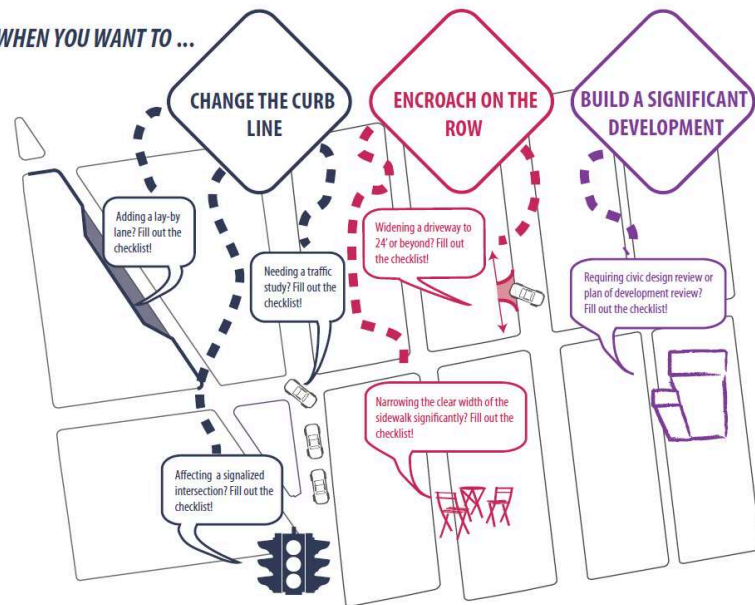 WHEN YOU WANT TO ...
CHANGE THE CURB
LINE
ENCROACH ON THE
ROW
BUILD A SIGNIFICANT
DEVELOPMENT
Adding a lay-by
lane? Fill out the
checklist!
Needing a traffic
study? Fill out the
checklist!
Widening a driveway to
24' or beyond? Fill out
the checklist!
Requiring civic design review or
plan of development review?
Fill out the checklist!
Narrowing the clear width of the
sidewalk significantly? Fill out the
checklist!
Affecting a signalized
intersection? Fill out the
checklist!